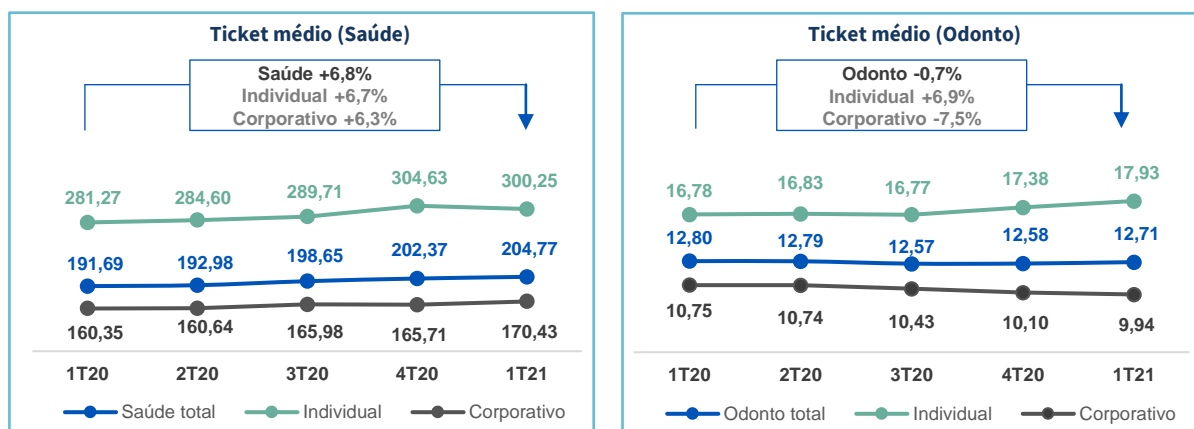 Ticket médio (Saúde)
Saúde +6,8%
Individual +6,7%
Corporativo +6,3%
281,27 284,60 289,71 304,63 300,25
191,69 192,98 198,65 202,37 204,77
160,35 160,64 165,98 165,71 170,43
1T20 2T20 3T20 4T20 1T21
Saúde total Individual Corporativo
Ticket médio (Odonto)
Odonto -0,7%
Individual +6,9%
Corporativo -7,5%
16,78 16,83 16,77 17,38 17,93
12,80 12,79 12,57 12,58 12,71
10,75 10,74 10,43 10,10 9,94
1T20 2T20 3T20 4T20 1T21
Odonto total Individual Corporativo